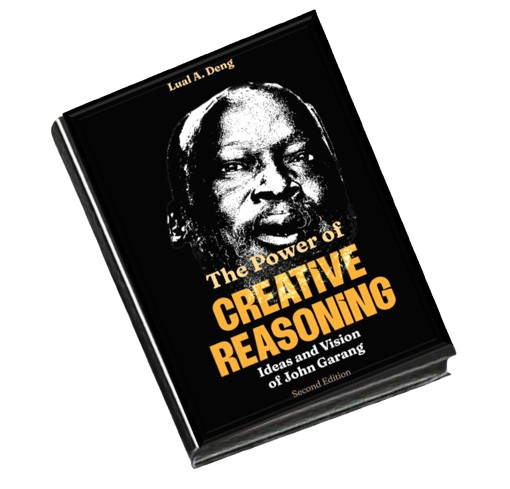 Lual A. Deng
The Power of
CREATiVE
REASONiNG
Ideas and Vision
of John Garang
Second Edition